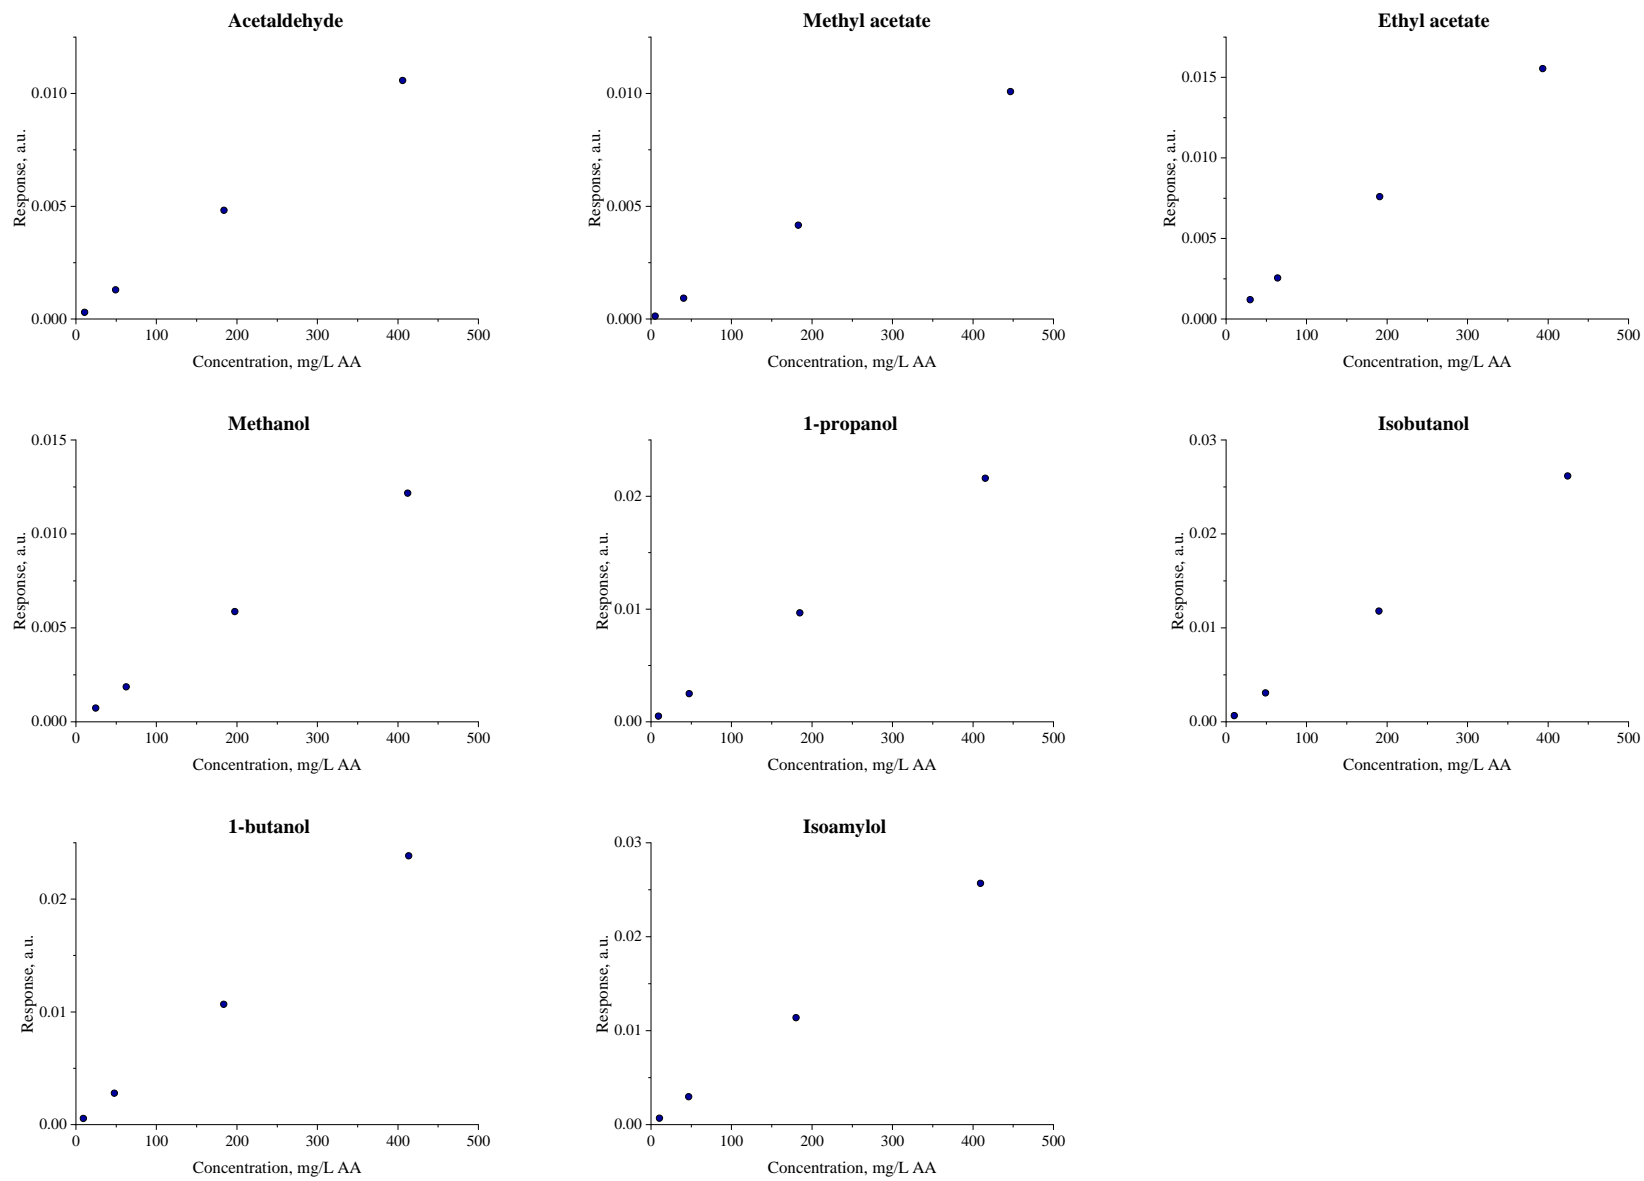 Acetaldehyde
Response, a.u.
0.010
0.005
0.000
0 100 200 300 400 500
Concentration, mg/L AA
Methyl acetate
Response, a.u.
0.010
0.005
0.000
0 100 200 300 400 500
Concentration, mg/L AA
Ethyl acetate
Response, a.u.
0.015
0.010
0.005
0.000
0 100 200 300 400 500
Concentration, mg/L AA
Methanol
Response, a.u.
0.015
0.010
0.005
0.000
0 100 200 300 400 500
Concentration, mg/L AA
1-propanol
Response, a.u.
0.02
0.01
0.00
0 100 200 300 400 500
Concentration, mg/L AA
Isobutanol
Response, a.u.
0.03
0.02
0.01
0.00
0 100 200 300 400 500
Concentration, mg/L AA
1-butanol
Response, a.u.
0.02
0.01
0.00
0 100 200 300 400 500
Concentration, mg/L AA
Isoamylol
Response, a.u.
0.03
0.02
0.01
0.00
0 100 200 300 400 500
Concentration, mg/L AA